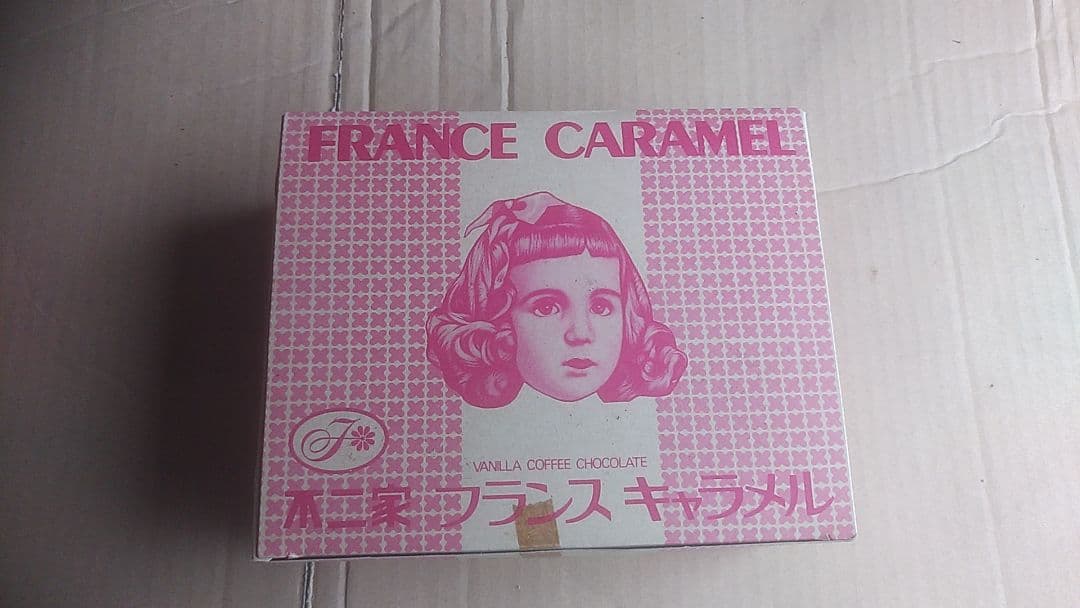 FRANCE CARAMEL
F
VANILLA COFFEE CHOCOLATE
不二家 フランス キャラメル